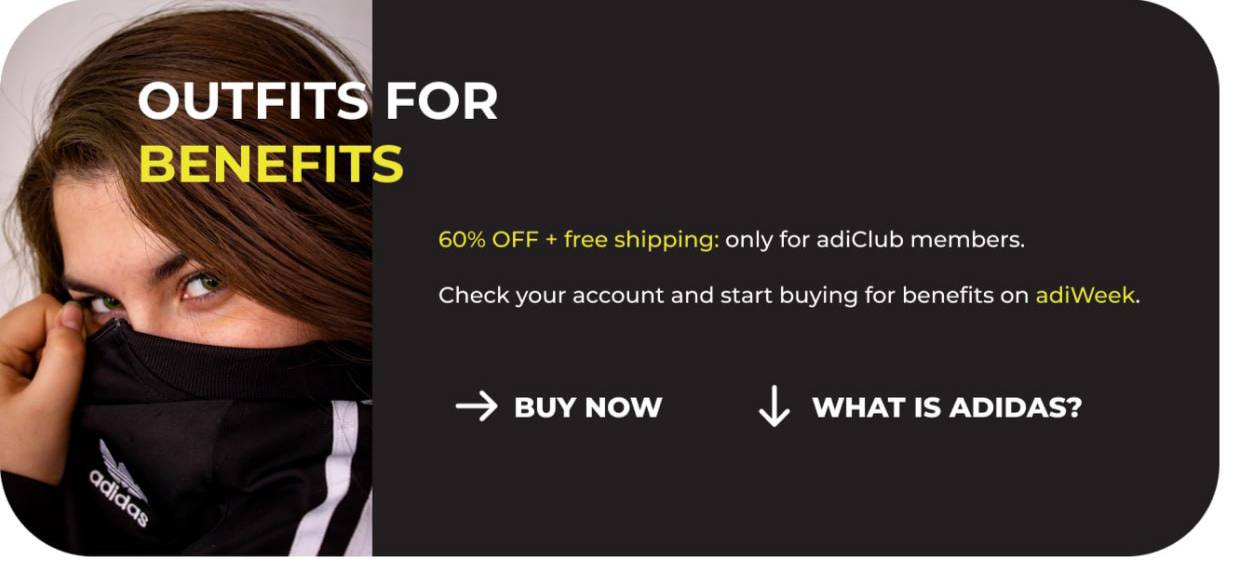 OUTFITS FOR
BENEFITS
60% OFF + free shipping: only for adiClub members.
Check your account and start buying for benefits on adiWeek.
→ BUY NOW
↓ WHAT IS ADIDAS?
adidas